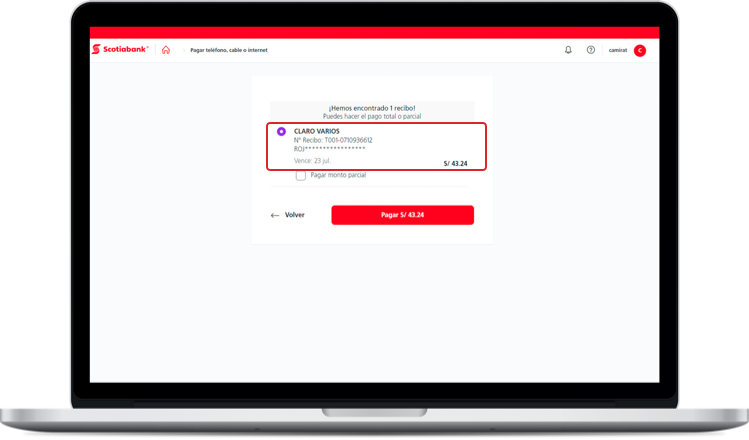 Scotiabank®
Pagar teléfono, cable o internet
camirat
C
¡Hemos encontrado 1 recibo!
Puedes hacer el pago total o parcial
CLARO VARIOS
N° Recibo: T001-0710936612
ROJ*****************
Vence: 23 jul.
S/ 43.24
Pagar monto parcial
Volver
Pagar S/ 43.24